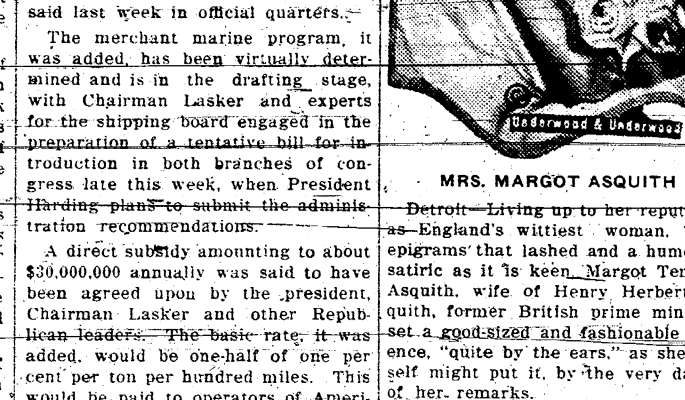 said last week in official quarters.
The merchant marine program, it
was added, has been virtually deter-
mined and is in the drafting stage,
with Chairman Lasker and experts
for the shipping board engaged in the
preparation of a tentative bill for in-
troduction in both branches of con-
gress late this week, when President
Harding plans to submit the adminis-
tration recommendations.
A direct subsidy amounting to about
$30,000,000 annually was said to have
been agreed upon by the president,
Chairman Lasker and other Repub-
lican leaders. The basic rate, it was
added, would be one-half of one per
cent per ton per hundred miles. This
would be paid to operators of Ameri-
Underwood & Underwood
MRS. MARGOT ASQUITH
Detroit—Living up to her reput
as England's wittiest woman,
epigrams that lashed and a hum
satiric as it is keen, Margot Ten
Asquith, wife of Henry Herber
quith, former British prime min
set a good-sized and fashionable
ence, "quite by the ears," as she
self might put it, by the very da
of her remarks.